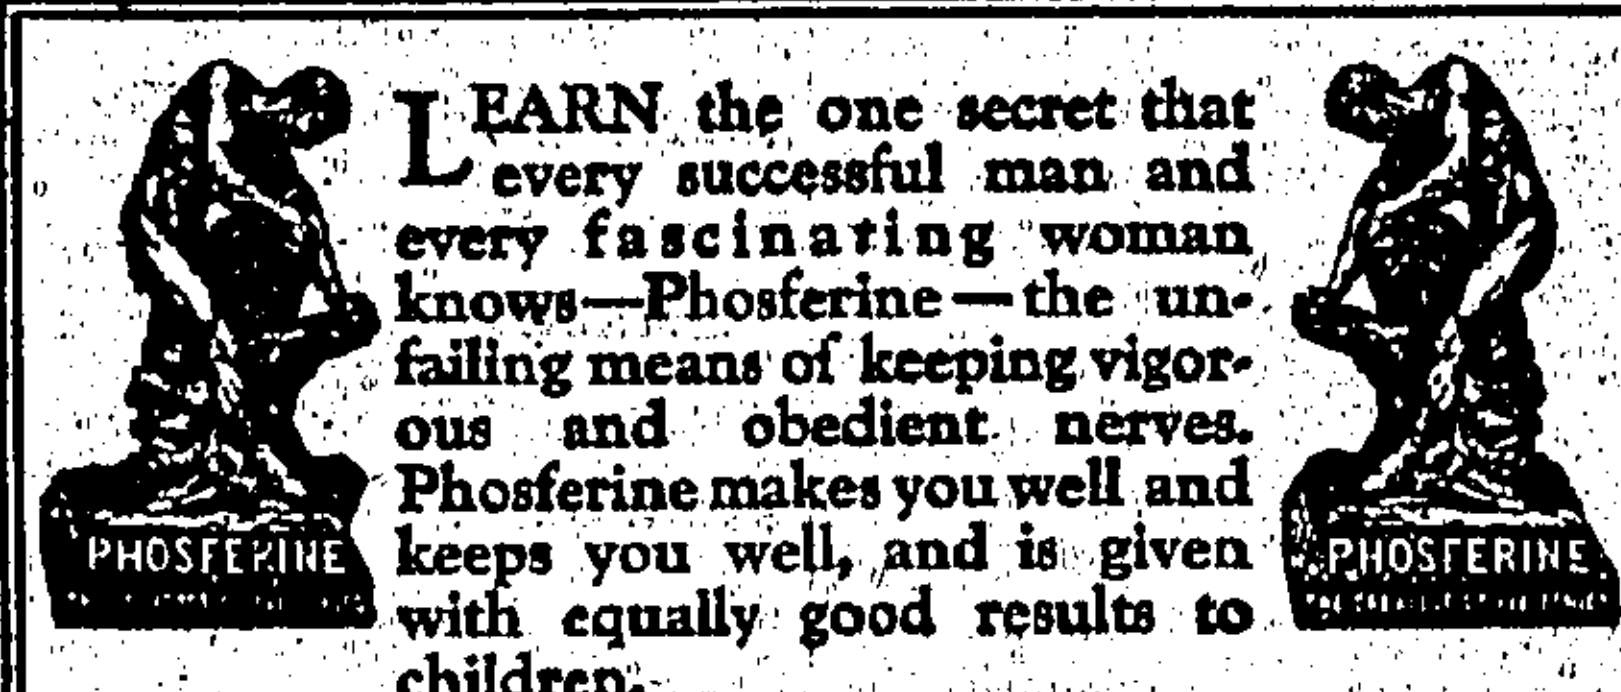 LEARN the one secret that
every successful man and
every fascinating woman
knows—Phosferine—the un-
failing means of keeping vigor-
ous and obedient nerves.
Phosferine makes you well and
keeps you well, and is given
with equally good results to
children.
PHOSFERINE
PHOSFERINE